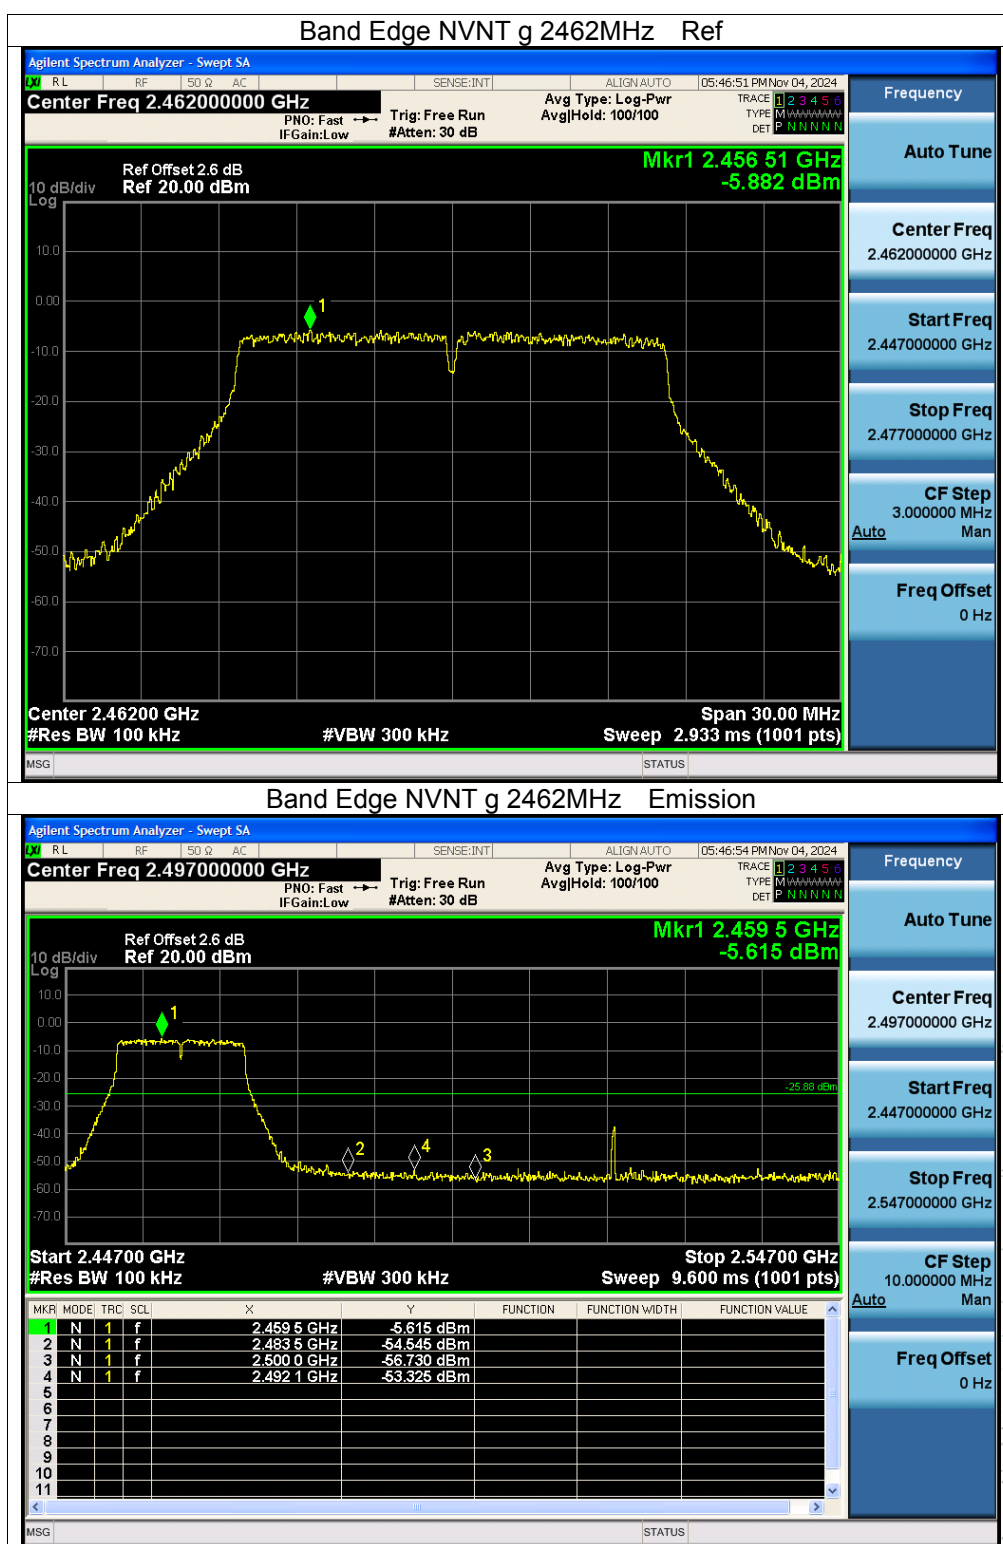 Band Edge NVNT g 2462MHz Ref
Agilent Spectrum Analyzer - Swept SA
LXI RL RF 50 Ω AC SENSE:INT ALIGN AUTO 05:46:51 PM Nov 04, 2024
Center Freq 2.462000000 GHz
PNO: Fast
IFGain:Low
Trig: Free Run
#Atten: 30 dB
Avg Type: Log-Pwr
Avg|Hold: 100/100
TRACE 1 2 3 4 5 6
TYPE M W W W W W
DET P N N N N N
Ref Offset 2.6 dB
10 dB/div Ref 20.00 dBm
Log
Mkr1 2.456 51 GHz
-5.882 dBm
10.0
0.00
-10.0
-20.0
-30.0
-40.0
-50.0
-60.0
-70.0
1
Center 2.46200 GHz Span 30.00 MHz
#Res BW 100 kHz #VBW 300 kHz Sweep 2.933 ms (1001 pts)
MSG STATUS
Frequency
Auto Tune
Center Freq
2.462000000 GHz
Start Freq
2.447000000 GHz
Stop Freq
2.477000000 GHz
CF Step
3.000000 MHz
Auto Man
Freq Offset
0 Hz
Band Edge NVNT g 2462MHz Emission
Agilent Spectrum Analyzer - Swept SA
LXI RL RF 50 Ω AC SENSE:INT ALIGN AUTO 05:46:54 PM Nov 04, 2024
Center Freq 2.497000000 GHz
PNO: Fast
IFGain:Low
Trig: Free Run
#Atten: 30 dB
Avg Type: Log-Pwr
Avg|Hold: 100/100
TRACE 1 2 3 4 5 6
TYPE M W W W W W
DET P N N N N N
Ref Offset 2.6 dB
10 dB/div Ref 20.00 dBm
Log
Mkr1 2.459 5 GHz
-5.615 dBm
10.0
0.00
-10.0
-20.0
-30.0
-40.0
-50.0
-60.0
-70.0
1
-25.88 dBm
2
4
3
Start 2.44700 GHz Stop 2.54700 GHz
#Res BW 100 kHz #VBW 300 kHz Sweep 9.600 ms (1001 pts)
MKR MODE TRC SCL X Y FUNCTION FUNCTION WIDTH FUNCTION VALUE
1 N 1 f 2.459 5 GHz -5.615 dBm
2 N 1 f 2.483 5 GHz -54.545 dBm
3 N 1 f 2.500 0 GHz -56.730 dBm
4 N 1 f 2.492 1 GHz -53.325 dBm
5
6
7
8
9
10
11
MSG STATUS
Frequency
Auto Tune
Center Freq
2.497000000 GHz
Start Freq
2.447000000 GHz
Stop Freq
2.547000000 GHz
CF Step
10.000000 MHz
Auto Man
Freq Offset
0 Hz